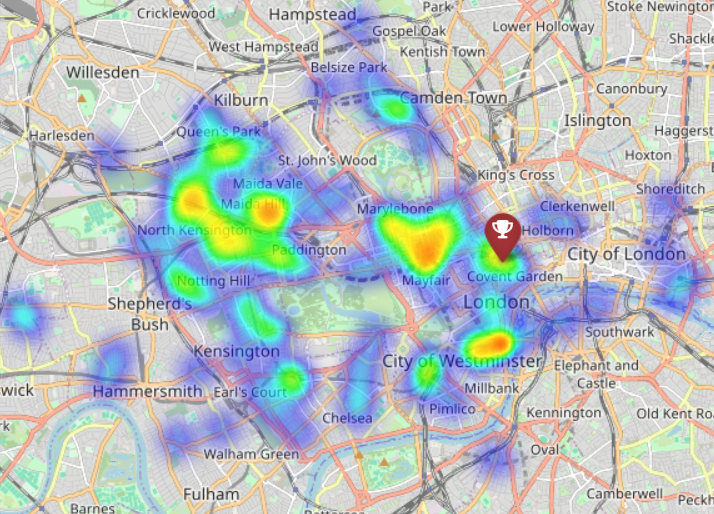 Cricklewood
Hampstead
Park
Stoke Newington
Gospel Oak
Lower Holloway
West Hampstead
Kentish Town
Shackle
Belsize Park
Willesden
Kilburn
Camden Town
Canonbury
Islington
Harlesden
Queen's Park
Haggerst
St. John's Wood
Hoxton
King's Cross
Maida Vale
Shoreditch
Maida Hill
Marylebone
Clerkenwell
North Kensington
Holborn
Paddington
City of London
Notting Hill
Mayfair
Covent Garden
Shepherd's
Bush
London
Southwark
Kensington
City of Westminster
Elephant and
Castle
wick
Hammersmith
Earl's Court
Millbank
Chelsea
Pimlico
Kennington
Old Kent Ro
rk
Walham Green
Oval
Fulham
Camberwell
Barnes
Peckh